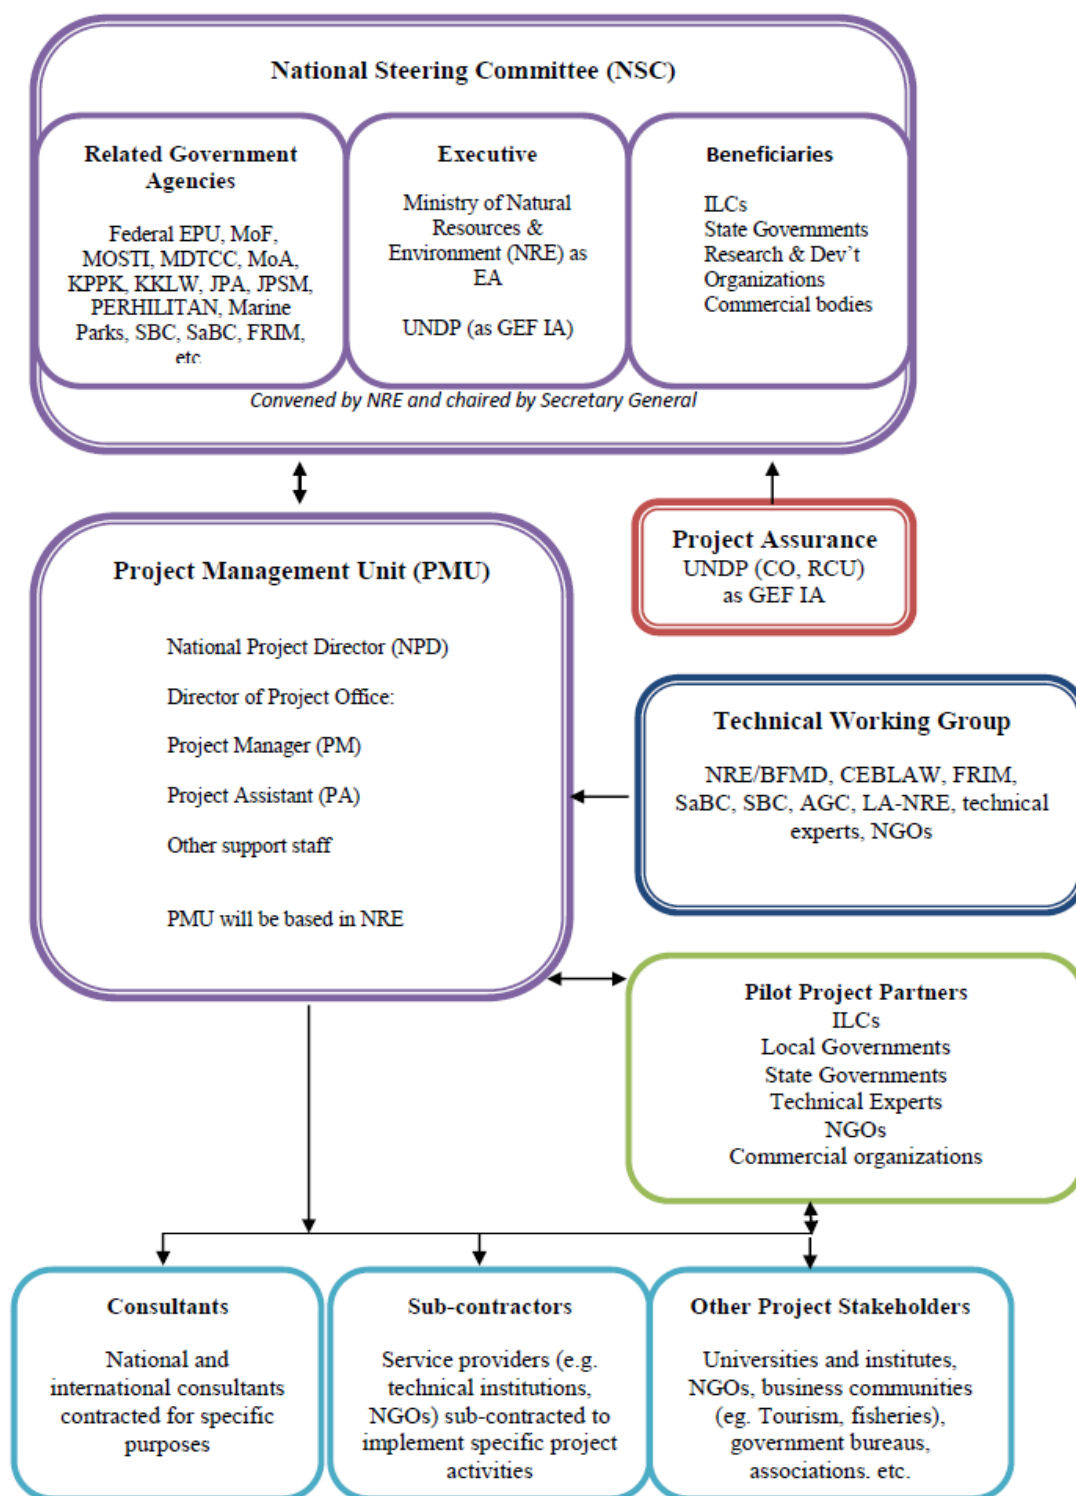 National Steering Committee (NSC)
Related Government
Agencies
Federal EPU, MoF,
MOSTI, MDTCC, MoA,
KPPK, KKLW, JPA, JPSM,
PERHILITAN, Marine
Parks, SBC, SaBC, FRIM,
etc.
Executive
Ministry of Natural
Resources &
Environment (NRE) as
EA
UNDP (as GEF IA)
Beneficiaries
ILCs
State Governments
Research & Dev't
Organizations
Commercial bodies
Convened by NRE and chaired by Secretary General
Project Assurance
UNDP (CO, RCU)
as GEF IA
Project Management Unit (PMU)
National Project Director (NPD)
Director of Project Office:
Project Manager (PM)
Project Assistant (PA)
Other support staff
PMU will be based in NRE
Technical Working Group
NRE/BFMD, CEBLAW, FRIM,
SaBC, SBC, AGC, LA-NRE, technical
experts, NGOs
Pilot Project Partners
ILCs
Local Governments
State Governments
Technical Experts
NGOs
Commercial organizations
Consultants
National and
international consultants
contracted for specific
purposes
Sub-contractors
Service providers (e.g.
technical institutions,
NGOs) sub-contracted to
implement specific project
activities
Other Project Stakeholders
Universities and institutes,
NGOs, business communities
(eg. Tourism, fisheries),
government bureaus,
associations. etc.